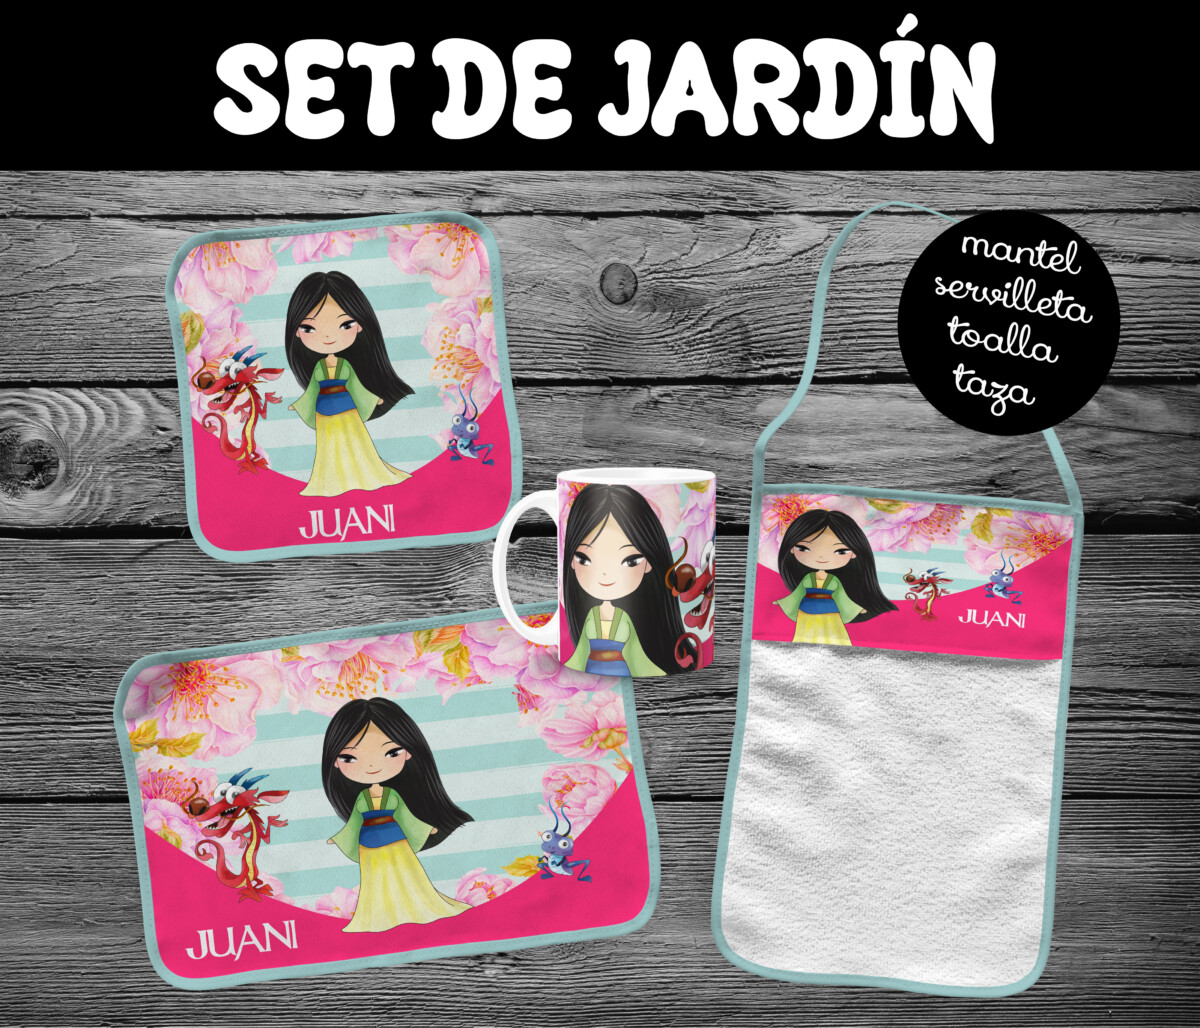 SET DE JARDÍN
mantel
servilleta
toalla
taza
JUANI
JUANI
JUANI